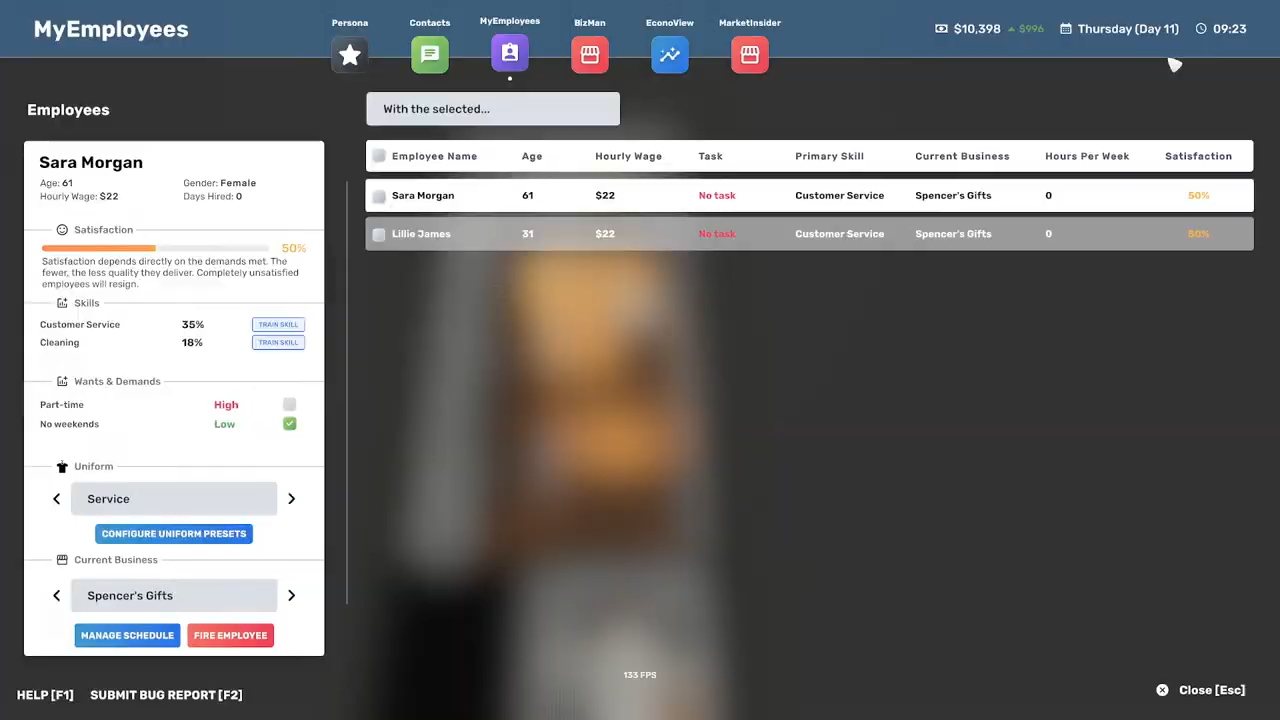 MyEmployees
Persona
Contacts
MyEmployees
BizMan
EconoView
MarketInsider
$10,398 $996 Thursday (Day 11) 09:23
Employees
With the selected...
Sara Morgan
Age: 61 Gender: Female
Hourly Wage: $22 Days Hired: 0
Satisfaction
50%
Satisfaction depends directly on the demands met. The
fewer, the less quality they deliver. Completely unsatisfied
employees will resign.
Skills
Customer Service 35% TRAIN SKILL
Cleaning 18% TRAIN SKILL
Wants & Demands
Part-time High
No weekends Low
Uniform
Service
CONFIGURE UNIFORM PRESETS
Current Business
Spencer's Gifts
MANAGE SCHEDULE FIRE EMPLOYEE
Employee Name Age Hourly Wage Task Primary Skill Current Business Hours Per Week Satisfaction
Sara Morgan 61 $22 No task Customer Service Spencer's Gifts 0 50%
Lillie James 31 $22 No task Customer Service Spencer's Gifts 0 50%
133 FPS
HELP [F1] SUBMIT BUG REPORT [F2]
Close [Esc]